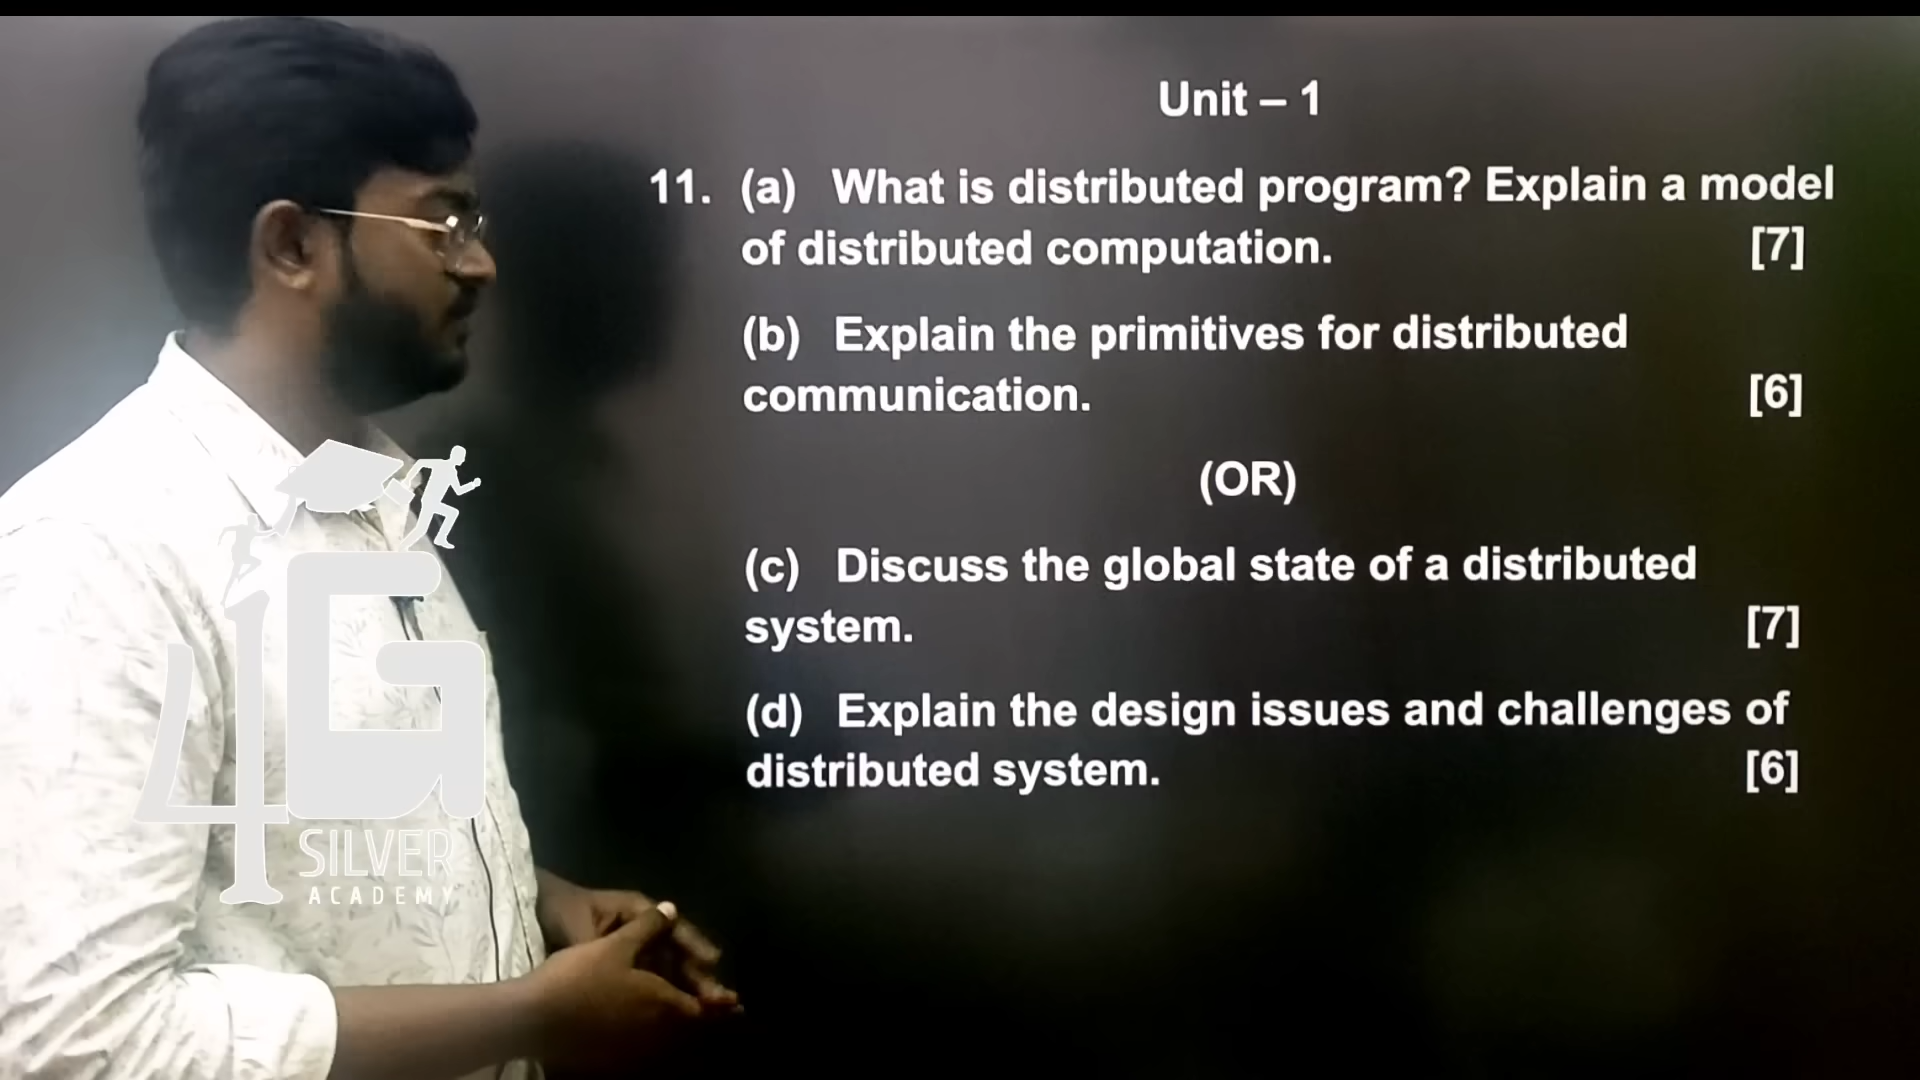 Unit – 1
11. (a) What is distributed program? Explain a model
of distributed computation. [7]
(b) Explain the primitives for distributed
communication. [6]
(OR)
(c) Discuss the global state of a distributed
system. [7]
(d) Explain the design issues and challenges of
distributed system. [6]
4G
SILVER
ACADEMY